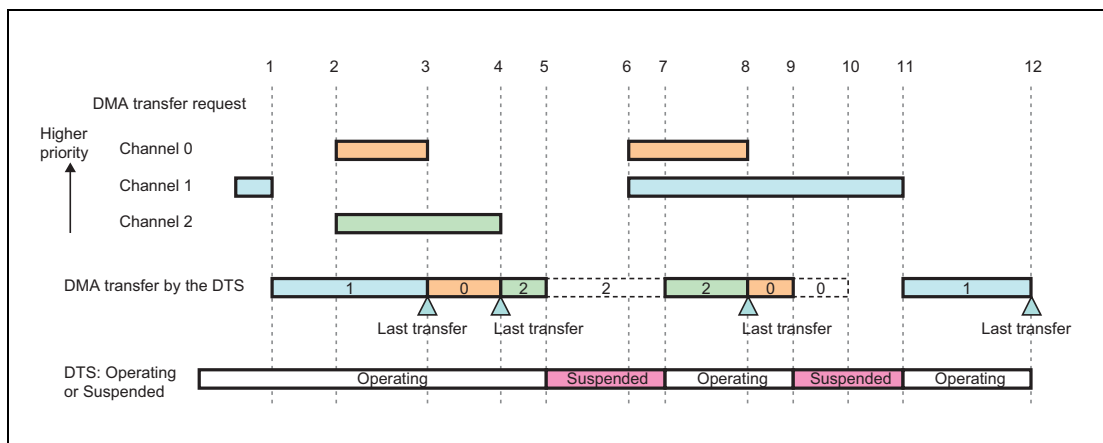 1 2 3 4 5 6 7 8 9 10 11 12
DMA transfer request
Higher
priority
Channel 0
Channel 1
Channel 2
DMA transfer by the DTS
1 0 2 2 2 0 0 1
Last transfer Last transfer Last transfer Last transfer
DTS: Operating
or Suspended
Operating Suspended Operating Suspended Operating